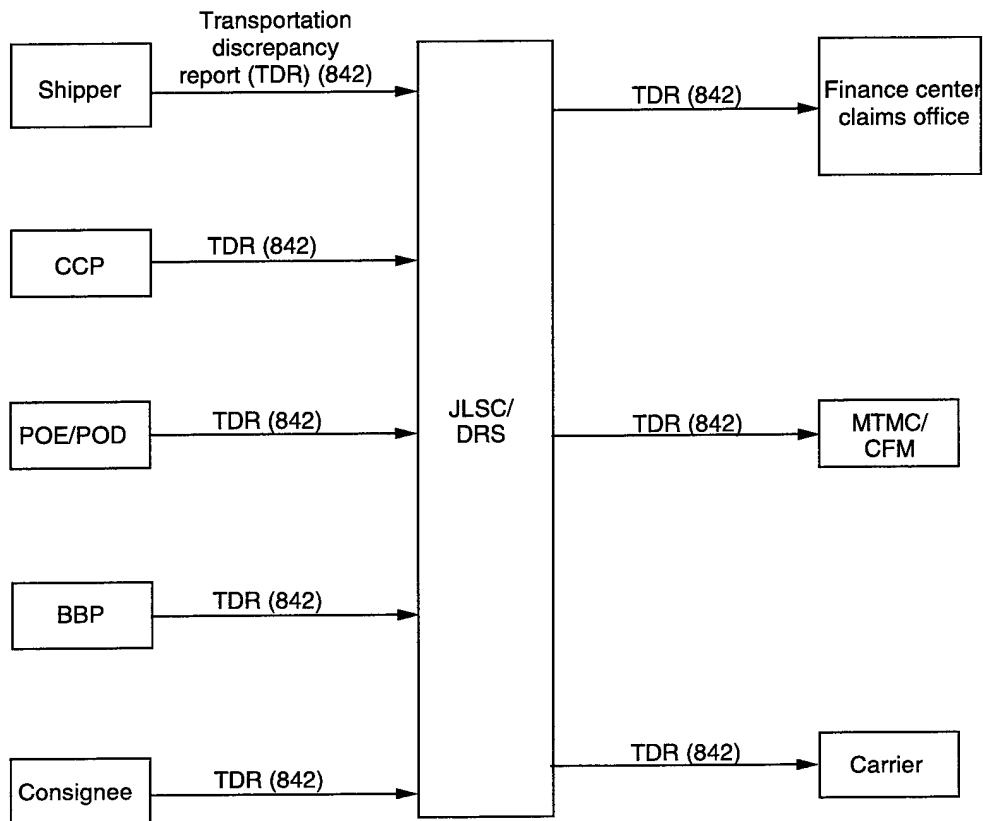 Transportation
discrepancy
report (TDR) (842)
Shipper
TDR (842)
Finance center
claims office
CCP
TDR (842)
POE/POD
TDR (842)
JLSC/
DRS
TDR (842)
MTMC/
CFM
BBP
TDR (842)
Consignee
TDR (842)
TDR (842)
Carrier